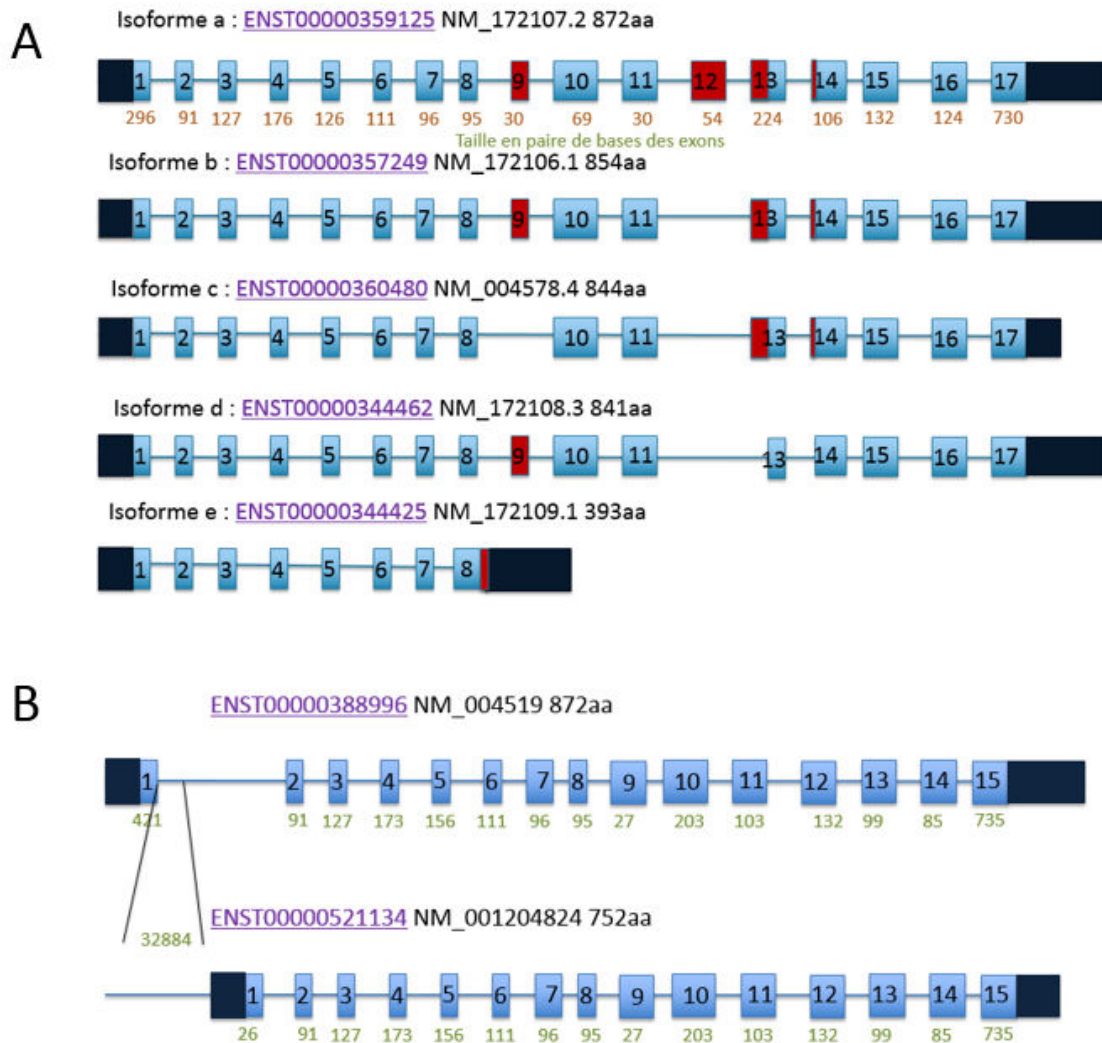 A
Isoforme a : ENST00000359125 NM_172107.2 872aa
1 2 3 4 5 6 7 8 9 10 11 12 13 14 15 16 17
296 91 127 176 126 111 96 95 30 69 30 54 224 106 132 124 730
Taille en paire de bases des exons
Isoforme b : ENST00000357249 NM_172106.1 854aa
1 2 3 4 5 6 7 8 9 10 11 13 14 15 16 17
Isoforme c : ENST00000360480 NM_004578.4 844aa
1 2 3 4 5 6 7 8 10 11 13 14 15 16 17
Isoforme d : ENST00000344462 NM_172108.3 841aa
1 2 3 4 5 6 7 8 9 10 11 13 14 15 16 17
Isoforme e : ENST00000344425 NM_172109.1 393aa
1 2 3 4 5 6 7 8
B
ENST00000388996 NM_004519 872aa
1 2 3 4 5 6 7 8 9 10 11 12 13 14 15
421 91 127 173 156 111 96 95 27 203 103 132 99 85 735
ENST00000521134 NM_001204824 752aa
32884
1 2 3 4 5 6 7 8 9 10 11 12 13 14 15
26 91 127 173 156 111 96 95 27 203 103 132 99 85 735